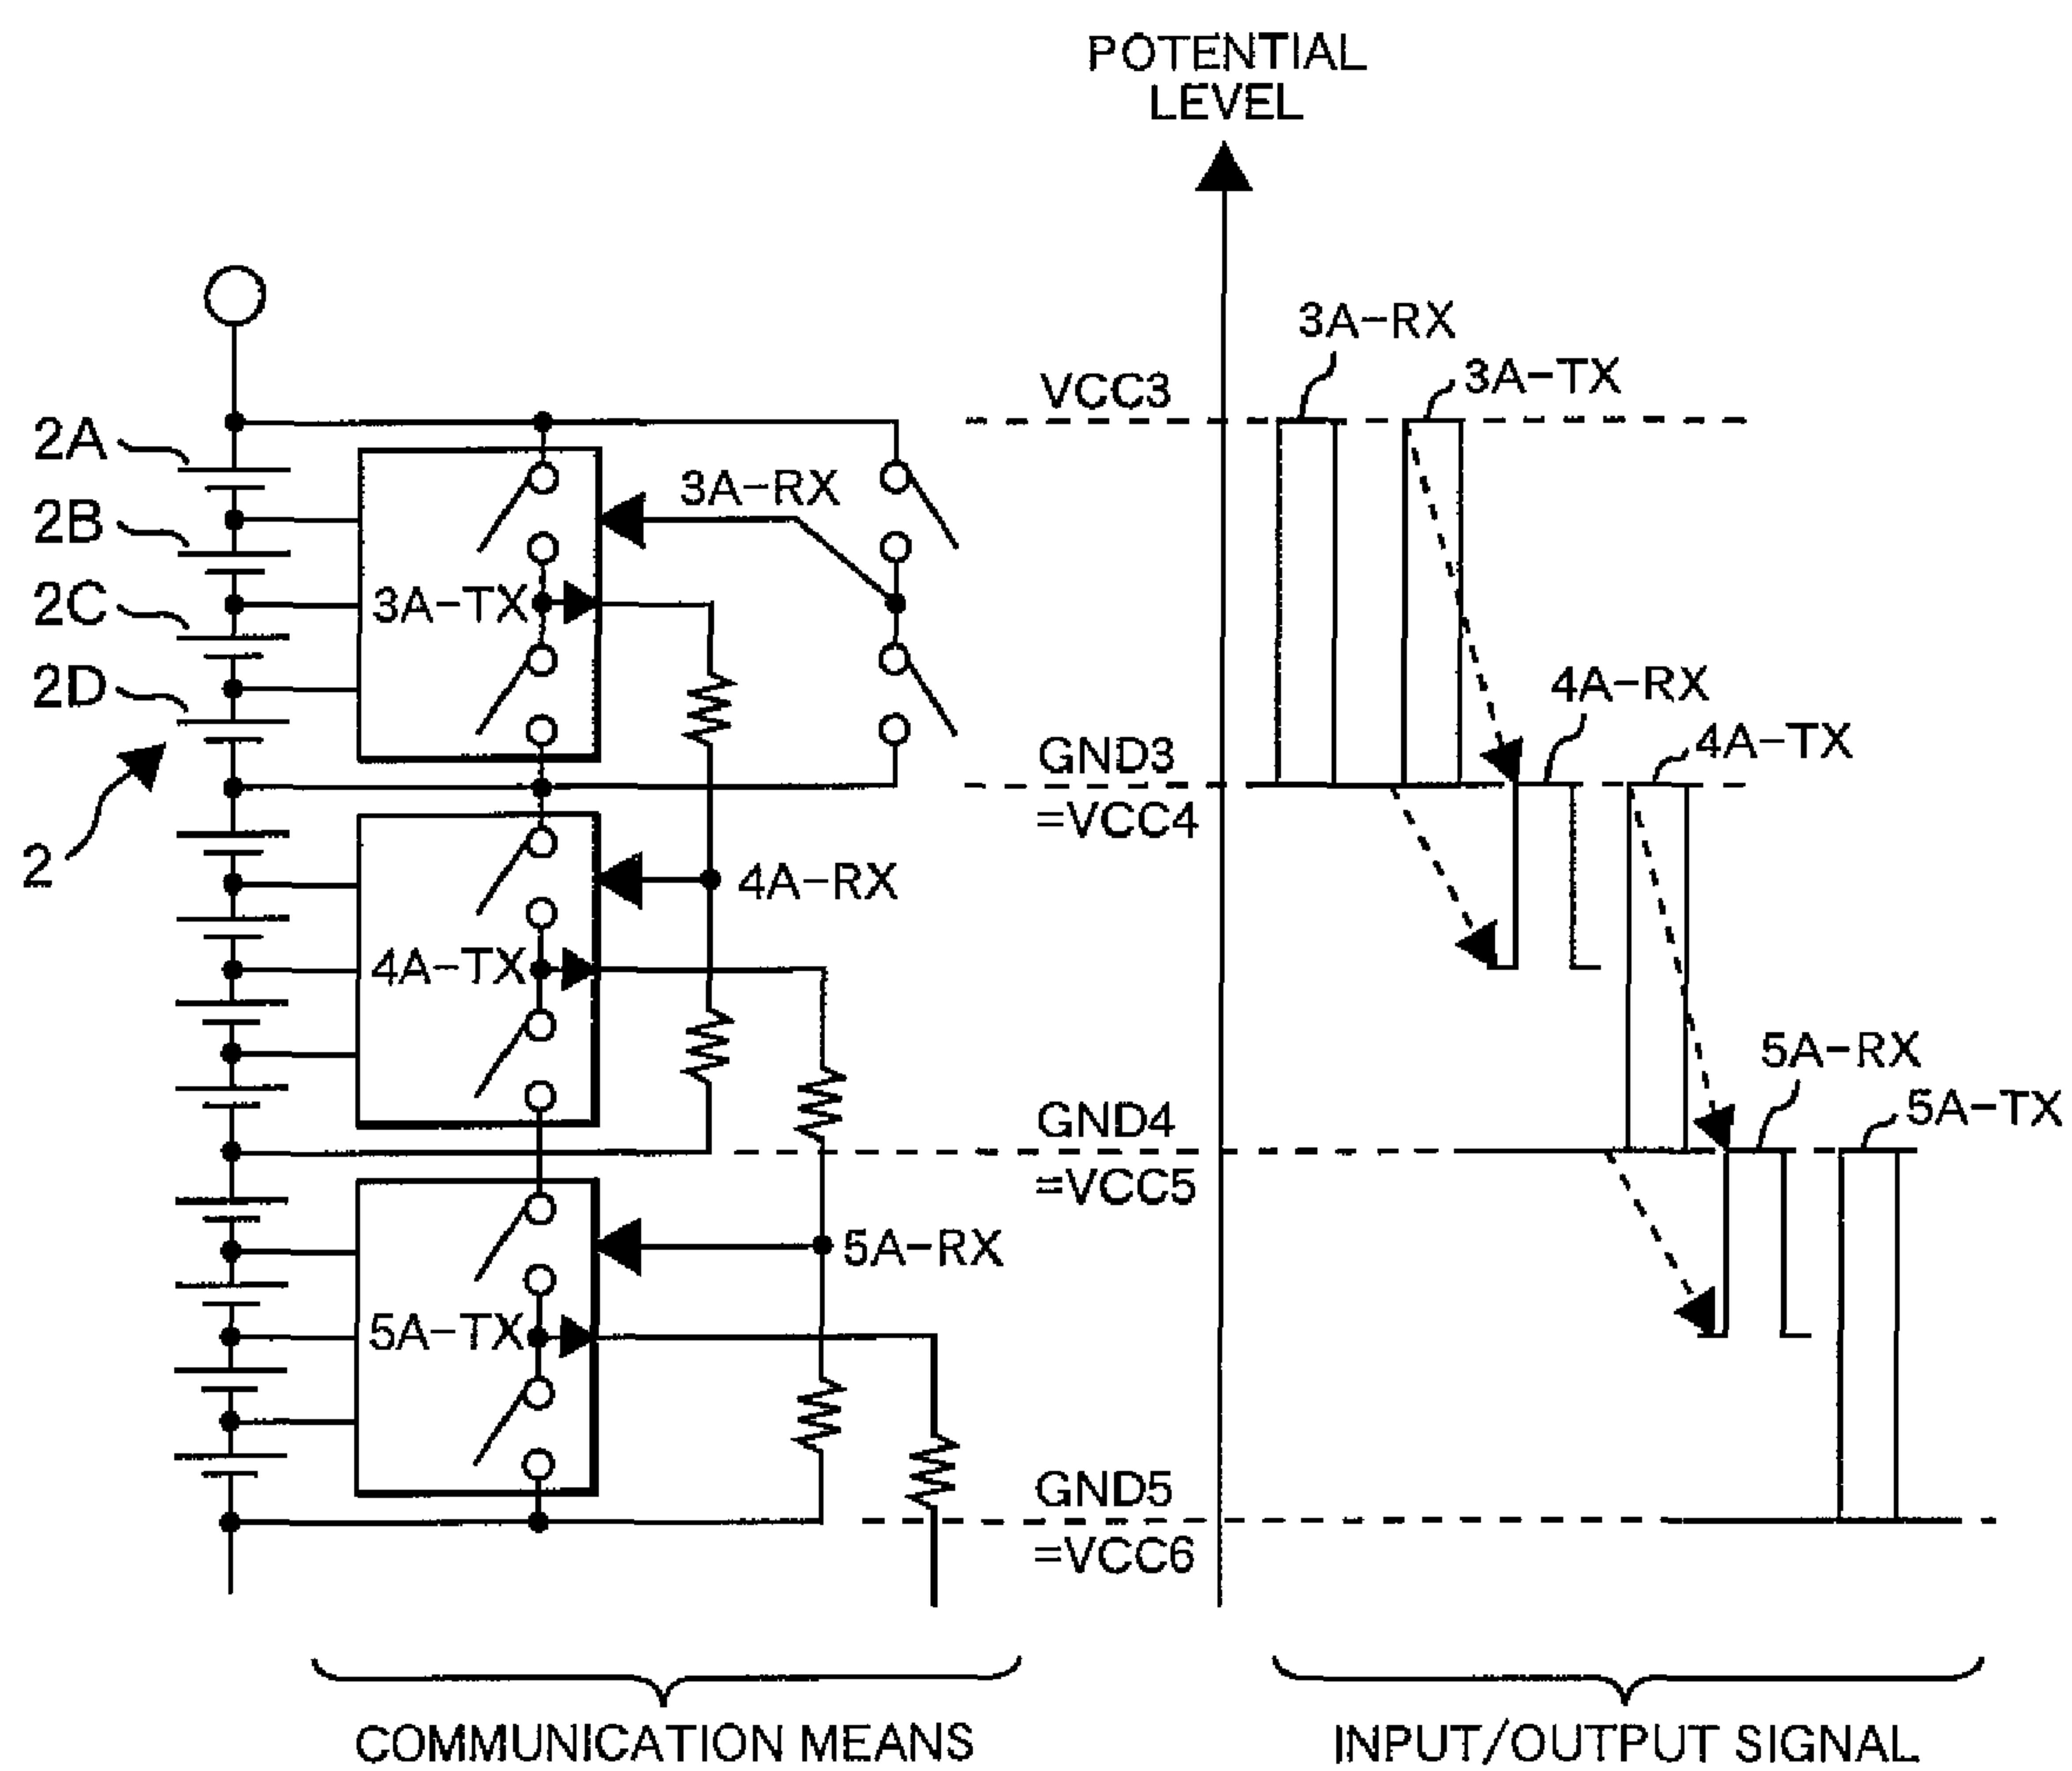 POTENTIAL
LEVEL
3A-RX
VCC3
3A-TX
2A
3A-RX
2B
2C
3A-TX
2D
4A-RX
GND3
4A-TX
=VCC4
2
4A-RX
4A-TX
5A-RX
GND4
5A-TX
=VCC5
5A-RX
5A-TX
GND5
=VCC6
COMMUNICATION MEANS
INPUT/OUTPUT SIGNAL